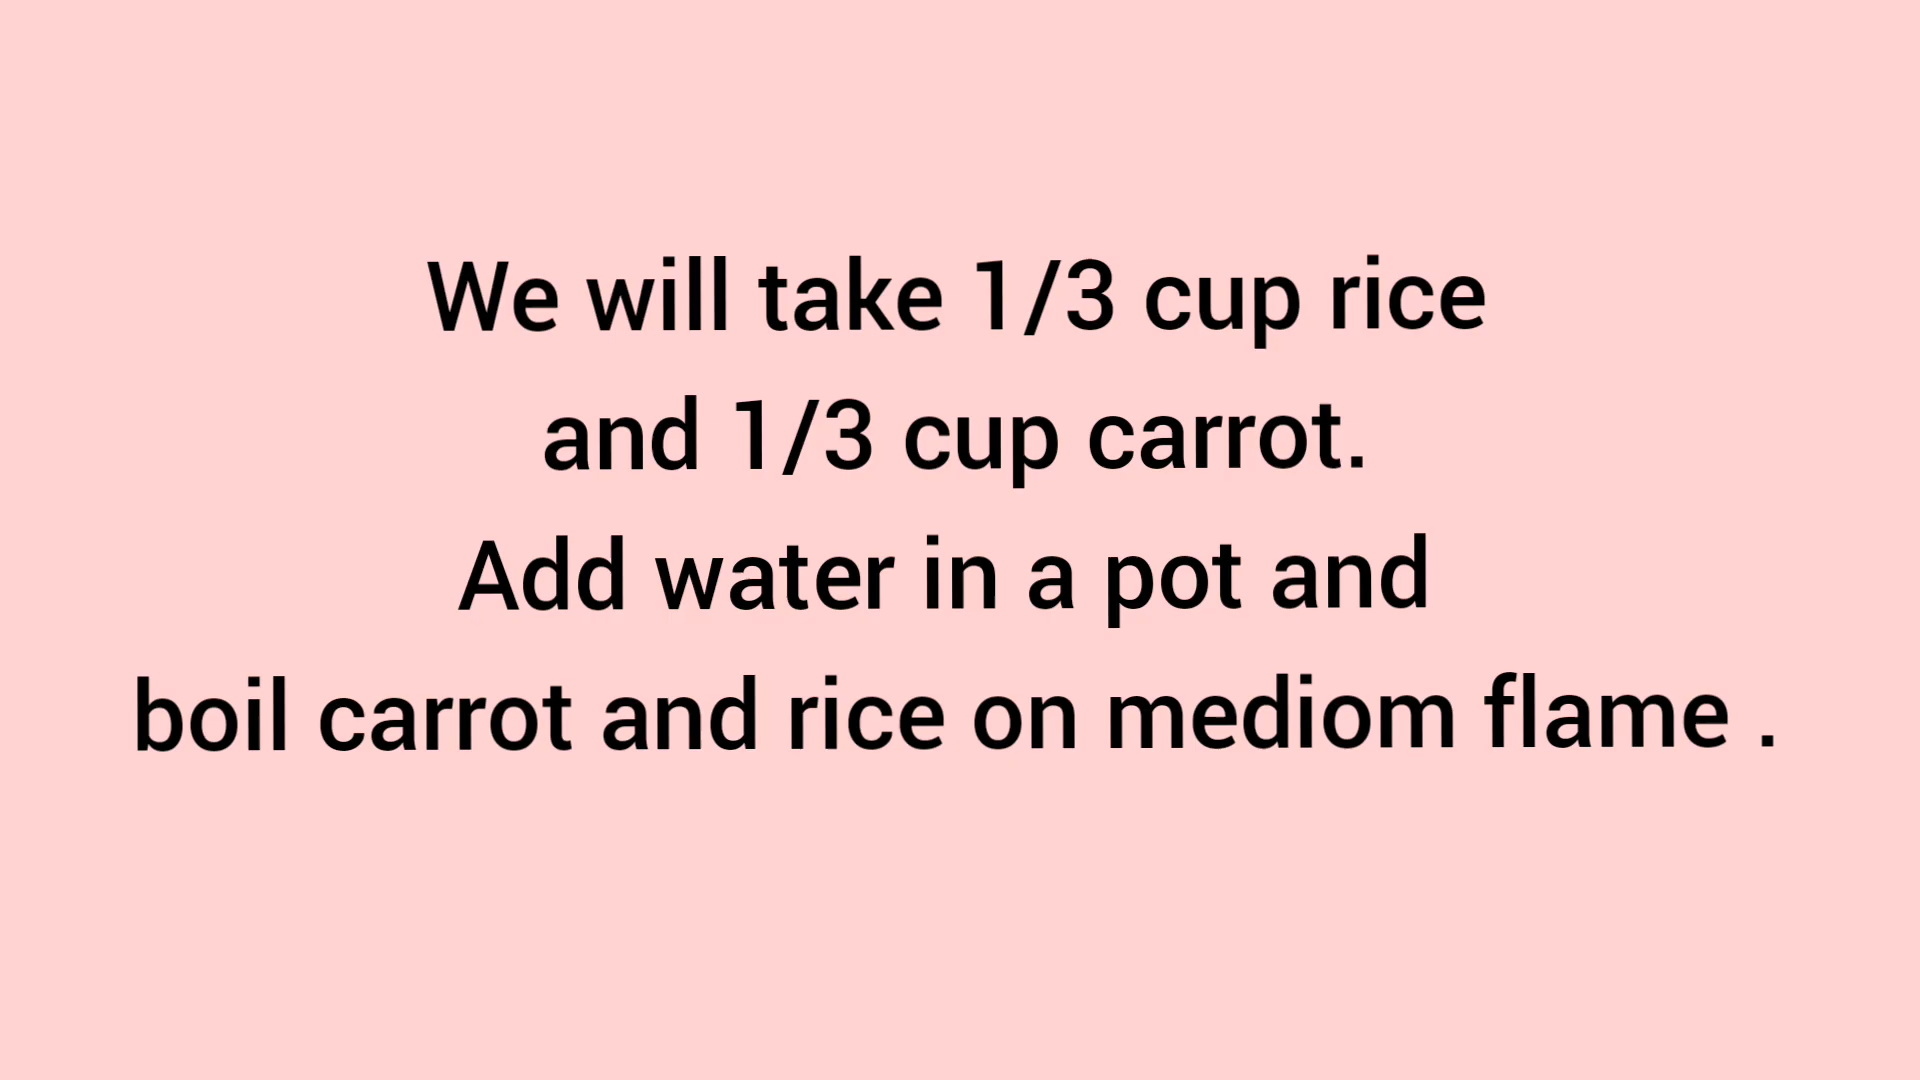 We will take 1/3 cup rice
and 1/3 cup carrot.
Add water in a pot and
boil carrot and rice on mediom flame .